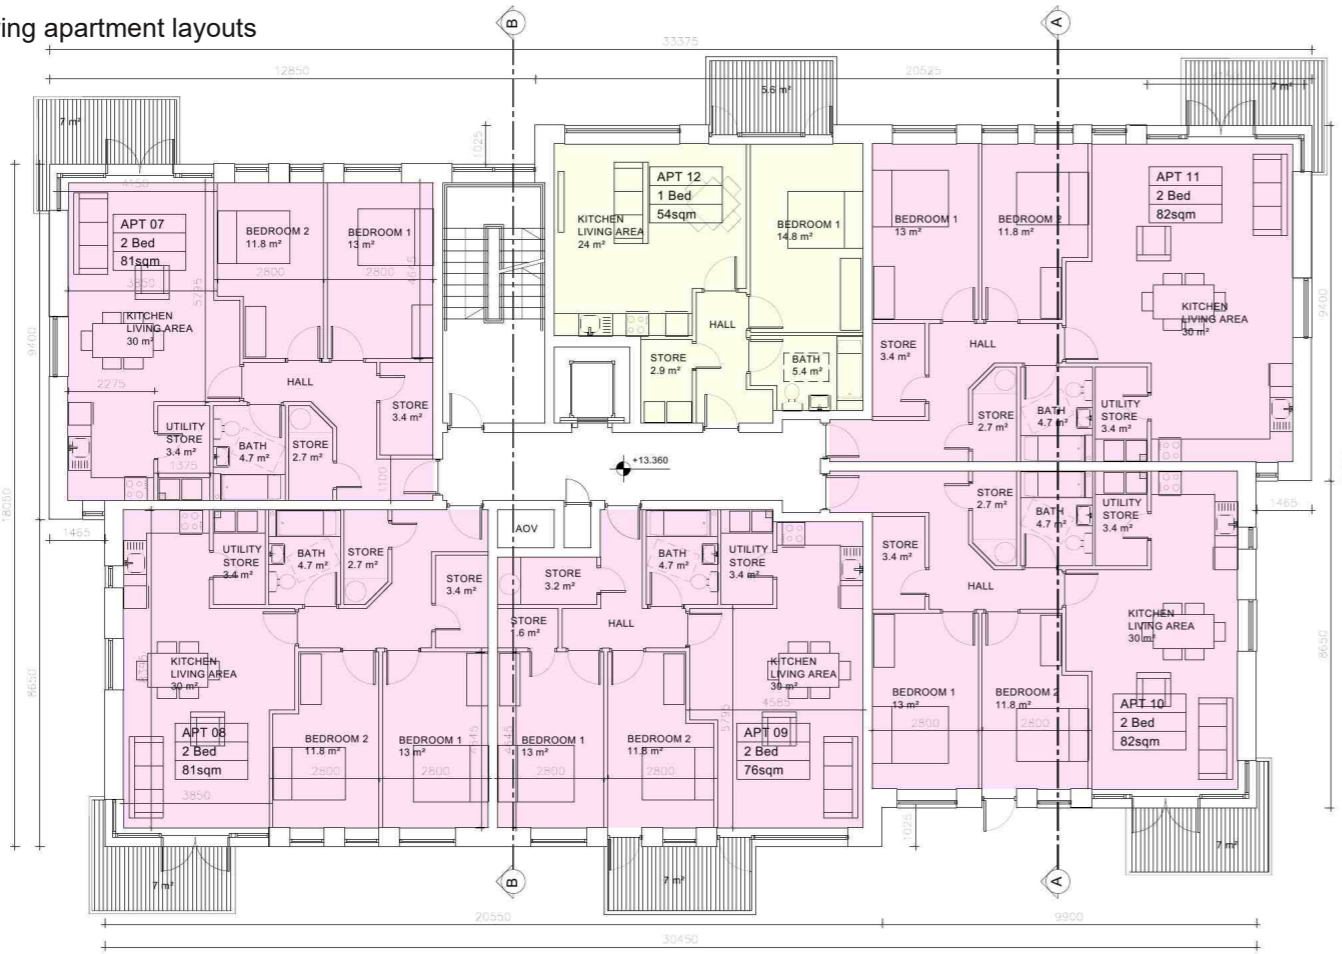 ring apartment layouts
B
A
33375
12850
20525
7 m²
5.6 m²
7 m²
1025
4150
APT 07
2 Bed
81sqm
BEDROOM 2
11.8 m²
BEDROOM 1
13 m²
2800
2800
3850
5795
KITCHEN
LIVING AREA
30 m²
2275
HALL
STORE
3.4 m²
UTILITY
STORE
3.4 m²
1375
BATH
4.7 m²
STORE
2.7 m²
1100
APT 12
1 Bed
54sqm
KITCHEN
LIVING AREA
24 m²
BEDROOM 1
14.8 m²
HALL
STORE
2.9 m²
BATH
5.4 m²
BEDROOM 1
13 m²
BEDROOM 2
11.8 m²
APT 11
2 Bed
82sqm
KITCHEN
LIVING AREA
30 m²
STORE
3.4 m²
HALL
STORE
2.7 m²
BATH
4.7 m²
UTILITY
STORE
3.4 m²
9400
9400
18050
1465
1465
+13.360
AOV
UTILITY
STORE
3.4 m²
BATH
4.7 m²
STORE
2.7 m²
STORE
3.4 m²
KITCHEN
LIVING AREA
30 m²
APT 08
2 Bed
81sqm
BEDROOM 2
11.8 m²
BEDROOM 1
13 m²
2800
2800
3850
STORE
3.2 m²
BATH
4.7 m²
UTILITY
STORE
3.4 m²
STORE
HALL
KITCHEN
LIVING AREA
30 m²
4585
5795
BEDROOM 1
13 m²
BEDROOM 2
11.8 m²
2800
2800
APT 09
2 Bed
76sqm
STORE
2.7 m²
BATH
4.7 m²
UTILITY
STORE
3.4 m²
STORE
3.4 m²
HALL
KITCHEN
LIVING AREA
30 m²
BEDROOM 1
13 m²
BEDROOM 2
11.8 m²
2800
2800
APT 10
2 Bed
82sqm
8650
8650
1025
7 m²
7 m²
7 m²
B
A
20550
9900
30450